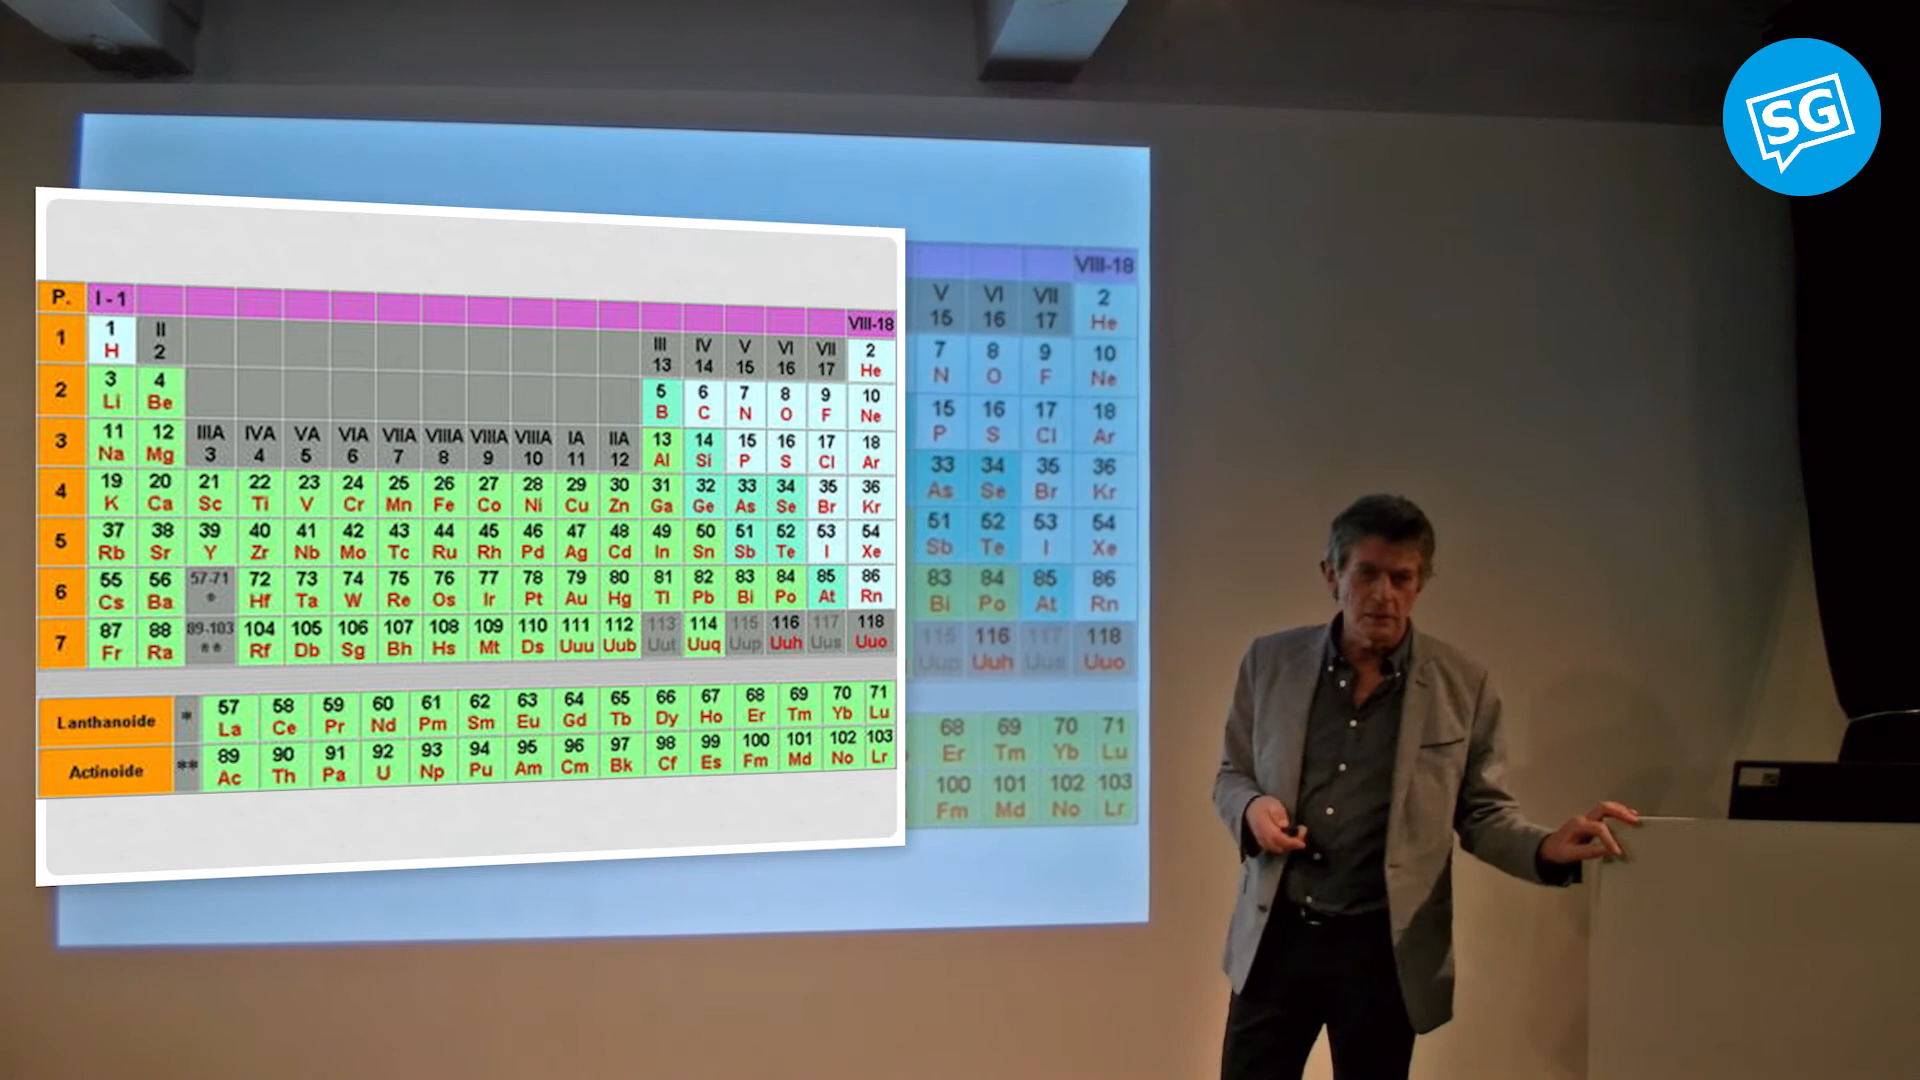 SG
P. I-1 VIII-18
1 1 II III IV V VI VII 2
H 2 13 14 15 16 17 He
2 3 4 5 6 7 8 9 10
Li Be B C N O F Ne
3 11 12 IIIA IVA VA VIA VIIA VIIIA VIIIA VIIIA IA IIA 13 14 15 16 17 18
Na Mg 3 4 5 6 7 8 9 10 11 12 Al Si P S Cl Ar
4 19 20 21 22 23 24 25 26 27 28 29 30 31 32 33 34 35 36
K Ca Sc Ti V Cr Mn Fe Co Ni Cu Zn Ga Ge As Se Br Kr
5 37 38 39 40 41 42 43 44 45 46 47 48 49 50 51 52 53 54
Rb Sr Y Zr Nb Mo Tc Ru Rh Pd Ag Cd In Sn Sb Te I Xe
6 55 56 57-71 72 73 74 75 76 77 78 79 80 81 82 83 84 85 86
Cs Ba * Hf Ta W Re Os Ir Pt Au Hg Tl Pb Bi Po At Rn
7 87 88 89-103 104 105 106 107 108 109 110 111 112 113 114 115 116 117 118
Fr Ra ** Rf Db Sg Bh Hs Mt Ds Uuu Uub Uut Uuq Uup Uuh Uus Uuo
Lanthanoide * 57 58 59 60 61 62 63 64 65 66 67 68 69 70 71
La Ce Pr Nd Pm Sm Eu Gd Tb Dy Ho Er Tm Yb Lu
Actinoide ** 89 90 91 92 93 94 95 96 97 98 99 100 101 102 103
Ac Th Pa U Np Pu Am Cm Bk Cf Es Fm Md No Lr
VIII-18
V VI VII 2
15 16 17 He
7 8 9 10
N O F Ne
15 16 17 18
P S Cl Ar
33 34 35 36
As Se Br Kr
51 52 53 54
Sb Te I Xe
83 84 85 86
Bi Po At Rn
115 116 117 118
Uup Uuh Uus Uuo
68 69 70 71
Er Tm Yb Lu
100 101 102 103
Fm Md No Lr